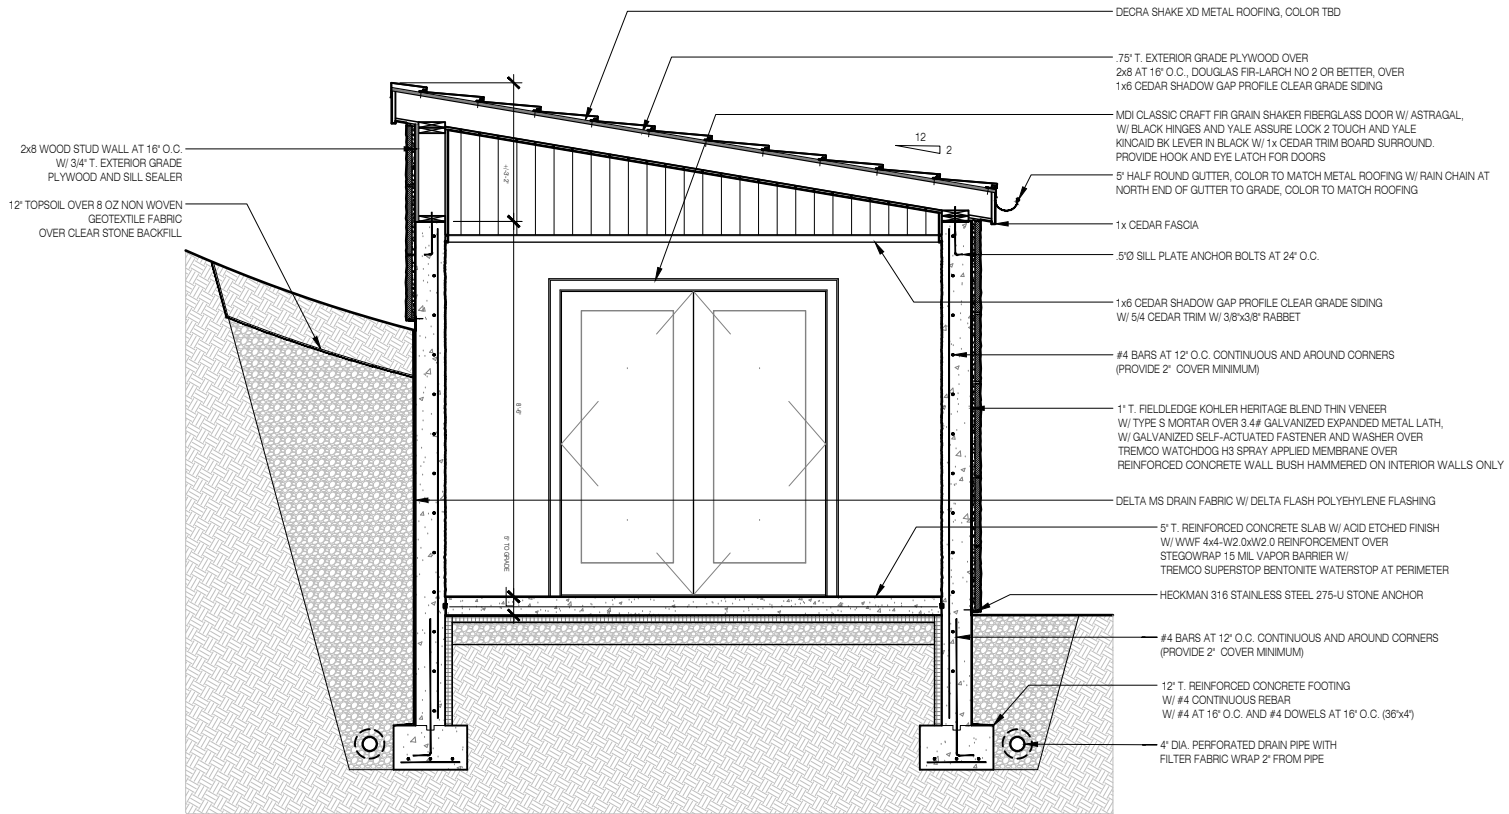 DECRA SHAKE XD METAL ROOFING, COLOR TBD
.75" T. EXTERIOR GRADE PLYWOOD OVER
2x8 AT 16" O.C., DOUGLAS FIR-LARCH NO 2 OR BETTER, OVER
1x6 CEDAR SHADOW GAP PROFILE CLEAR GRADE SIDING
MDI CLASSIC CRAFT FIR GRAIN SHAKER FIBERGLASS DOOR W/ ASTRAGAL,
W/ BLACK HINGES AND YALE ASSURE LOCK 2 TOUCH AND YALE
KINCAID BK LEVER IN BLACK W/ 1x CEDAR TRIM BOARD SURROUND.
PROVIDE HOOK AND EYE LATCH FOR DOORS
12
2
2x8 WOOD STUD WALL AT 16" O.C.
W/ 3/4" T. EXTERIOR GRADE
PLYWOOD AND SILL SEALER
5" HALF ROUND GUTTER, COLOR TO MATCH METAL ROOFING W/ RAIN CHAIN AT
NORTH END OF GUTTER TO GRADE, COLOR TO MATCH ROOFING
12" TOPSOIL OVER 8 OZ NON WOVEN
GEOTEXTILE FABRIC
OVER CLEAR STONE BACKFILL
+/-3'-2"
1x CEDAR FASCIA
.5"Ø SILL PLATE ANCHOR BOLTS AT 24" O.C.
1x6 CEDAR SHADOW GAP PROFILE CLEAR GRADE SIDING
W/ 5/4 CEDAR TRIM W/ 3/8"x3/8" RABBET
#4 BARS AT 12" O.C. CONTINUOUS AND AROUND CORNERS
(PROVIDE 2" COVER MINIMUM)
8'-6"
1" T. FIELDLEDGE KOHLER HERITAGE BLEND THIN VENEER
W/ TYPE S MORTAR OVER 3.4# GALVANIZED EXPANDED METAL LATH,
W/ GALVANIZED SELF-ACTUATED FASTENER AND WASHER OVER
TREMCO WATCHDOG H3 SPRAY APPLIED MEMBRANE OVER
REINFORCED CONCRETE WALL BUSH HAMMERED ON INTERIOR WALLS ONLY
DELTA MS DRAIN FABRIC W/ DELTA FLASH POLYEHYLENE FLASHING
5" TO GRADE
5" T. REINFORCED CONCRETE SLAB W/ ACID ETCHED FINISH
W/ WWF 4x4-W2.0xW2.0 REINFORCEMENT OVER
STEGOWRAP 15 MIL VAPOR BARRIER W/
TREMCO SUPERSTOP BENTONITE WATERSTOP AT PERIMETER
HECKMAN 316 STAINLESS STEEL 275-U STONE ANCHOR
#4 BARS AT 12" O.C. CONTINUOUS AND AROUND CORNERS
(PROVIDE 2" COVER MINIMUM)
12" T. REINFORCED CONCRETE FOOTING
W/ #4 CONTINUOUS REBAR
W/ #4 AT 16" O.C. AND #4 DOWELS AT 16" O.C. (36"x4")
4" DIA. PERFORATED DRAIN PIPE WITH
FILTER FABRIC WRAP 2" FROM PIPE